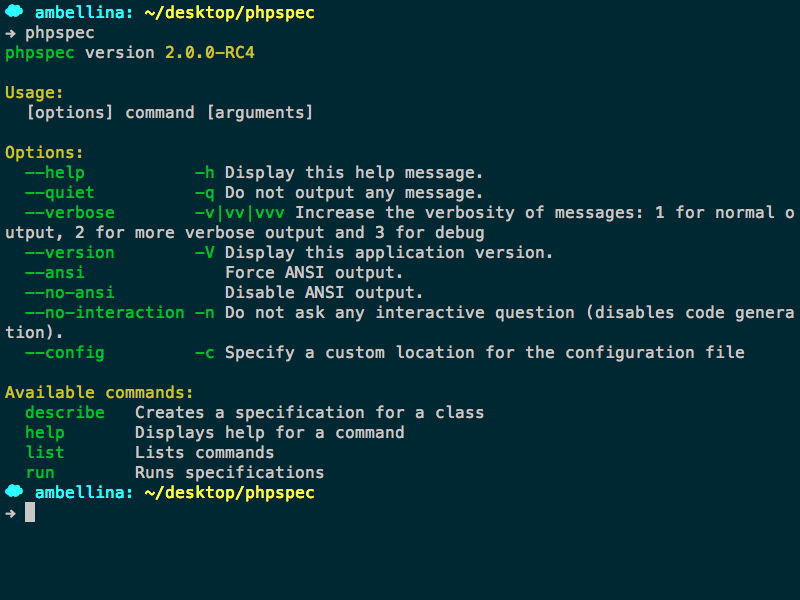 ambellina: ~/desktop/phpspec
→ phpspec
phpspec version 2.0.0-RC4
Usage:
  [options] command [arguments]
Options:
  --help           -h Display this help message.
  --quiet          -q Do not output any message.
  --verbose        -v|vv|vvv Increase the verbosity of messages: 1 for normal o
utput, 2 for more verbose output and 3 for debug
  --version        -V Display this application version.
  --ansi              Force ANSI output.
  --no-ansi           Disable ANSI output.
  --no-interaction -n Do not ask any interactive question (disables code genera
tion).
  --config         -c Specify a custom location for the configuration file
Available commands:
  describe   Creates a specification for a class
  help       Displays help for a command
  list       Lists commands
  run        Runs specifications
ambellina: ~/desktop/phpspec
→